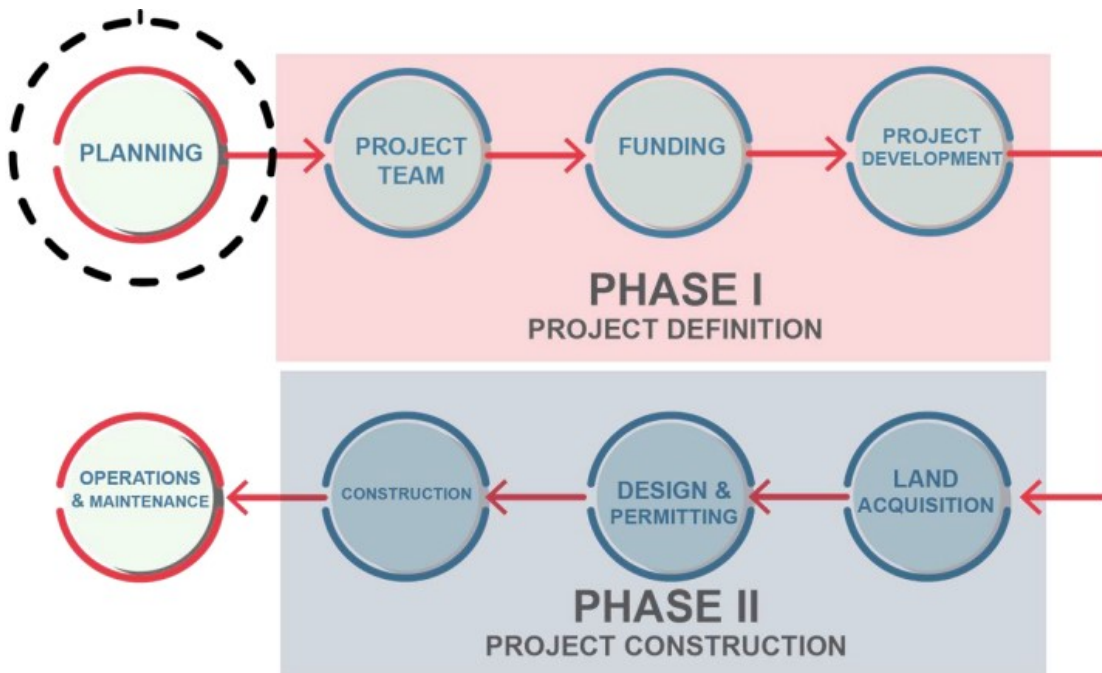 PLANNING
PROJECT
TEAM
FUNDING
PROJECT
DEVELOPMENT
PHASE I
PROJECT DEFINITION
LAND
ACQUISITION
DESIGN &
PERMITTING
CONSTRUCTION
OPERATIONS
& MAINTENANCE
PHASE II
PROJECT CONSTRUCTION